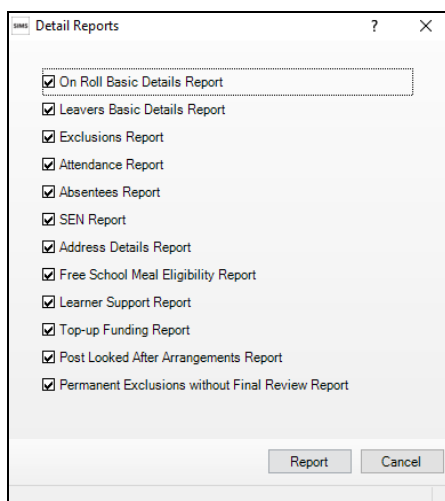 SIMS Detail Reports ?
On Roll Basic Details Report
Leavers Basic Details Report
Exclusions Report
Attendance Report
Absentees Report
SEN Report
Address Details Report
Free School Meal Eligibility Report
Learner Support Report
Top-up Funding Report
Post Looked After Arrangements Report
Permanent Exclusions without Final Review Report
Report Cancel